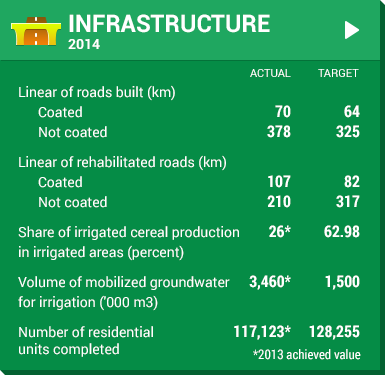 INFRASTRUCTURE
2014
ACTUAL TARGET
Linear of roads built (km)
Coated 70 64
Not coated 378 325
Linear of rehabilitated roads (km)
Coated 107 82
Not coated 210 317
Share of irrigated cereal production 26* 62.98
in irrigated areas (percent)
Volume of mobilized groundwater 3,460* 1,500
for irrigation ('000 m3)
Number of residential 117,123* 128,255
units completed *2013 achieved value